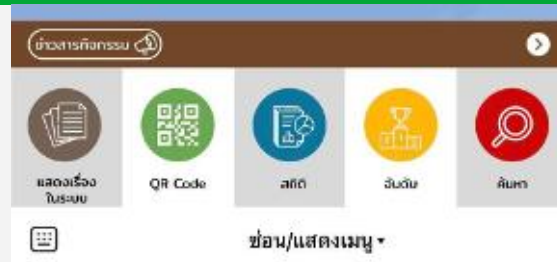 ข่าวสารกิจกรรม
แสดงเรื่อง
ในระบบ
QR Code
สถิติ
อันดับ
ค้นหา
ซ่อน/แสดงเมนู